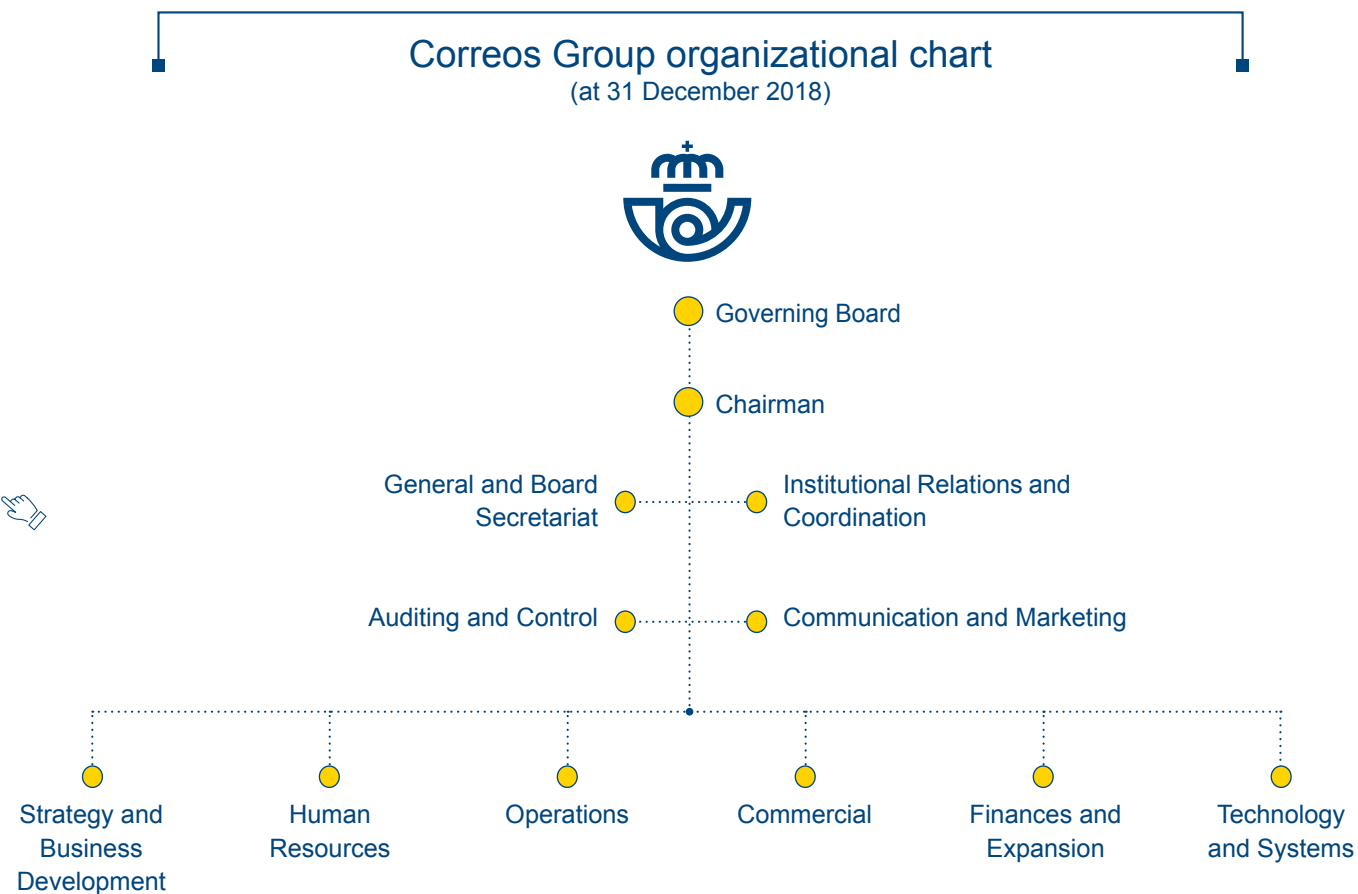 Correos Group organizational chart
(at 31 December 2018)
Governing Board
Chairman
General and Board
Secretariat
Institutional Relations and
Coordination
Auditing and Control
Communication and Marketing
Strategy and
Business
Development
Human
Resources
Operations
Commercial
Finances and
Expansion
Technology
and Systems